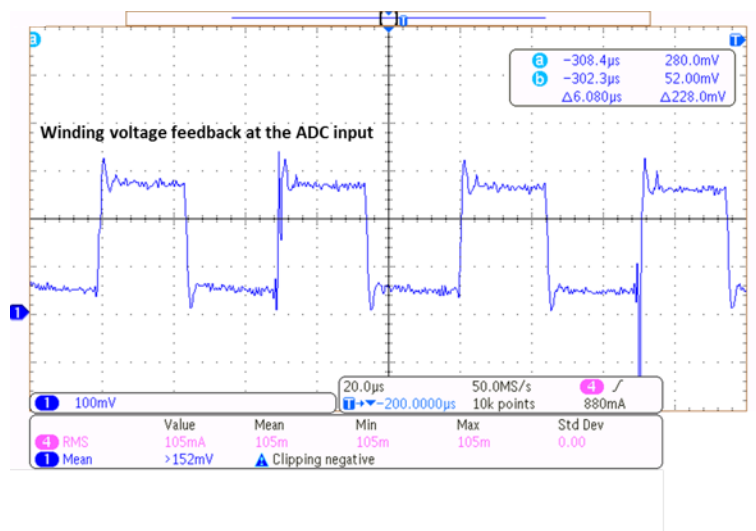 T
a
T
a -308.4µs 280.0mV
b -302.3µs 52.00mV
Δ6.080µs Δ228.0mV
Winding voltage feedback at the ADC input
1
1 100mV
20.0µs 50.0MS/s 4 ∫
T→▼-200.0000µs 10k points 880mA
Value Mean Min Max Std Dev
4 RMS 105mA 105m 105m 105m 0.00
1 Mean >152mV Clipping negative